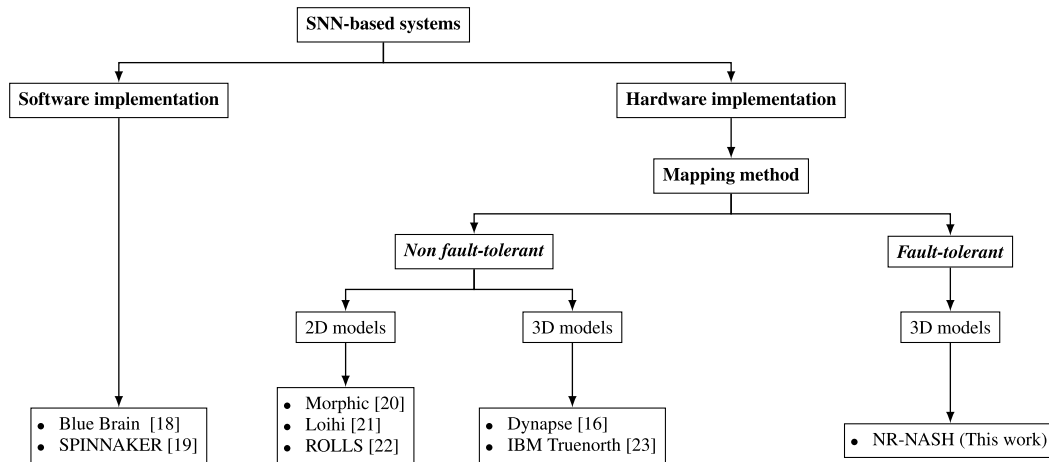 SNN-based systems
Software implementation
Hardware implementation
Mapping method
Non fault-tolerant
Fault-tolerant
2D models
3D models
3D models
• Blue Brain [18]
• SPINNAKER [19]
• Morphic [20]
• Loihi [21]
• ROLLS [22]
• Dynapse [16]
• IBM Truenorth [23]
• NR-NASH (This work)